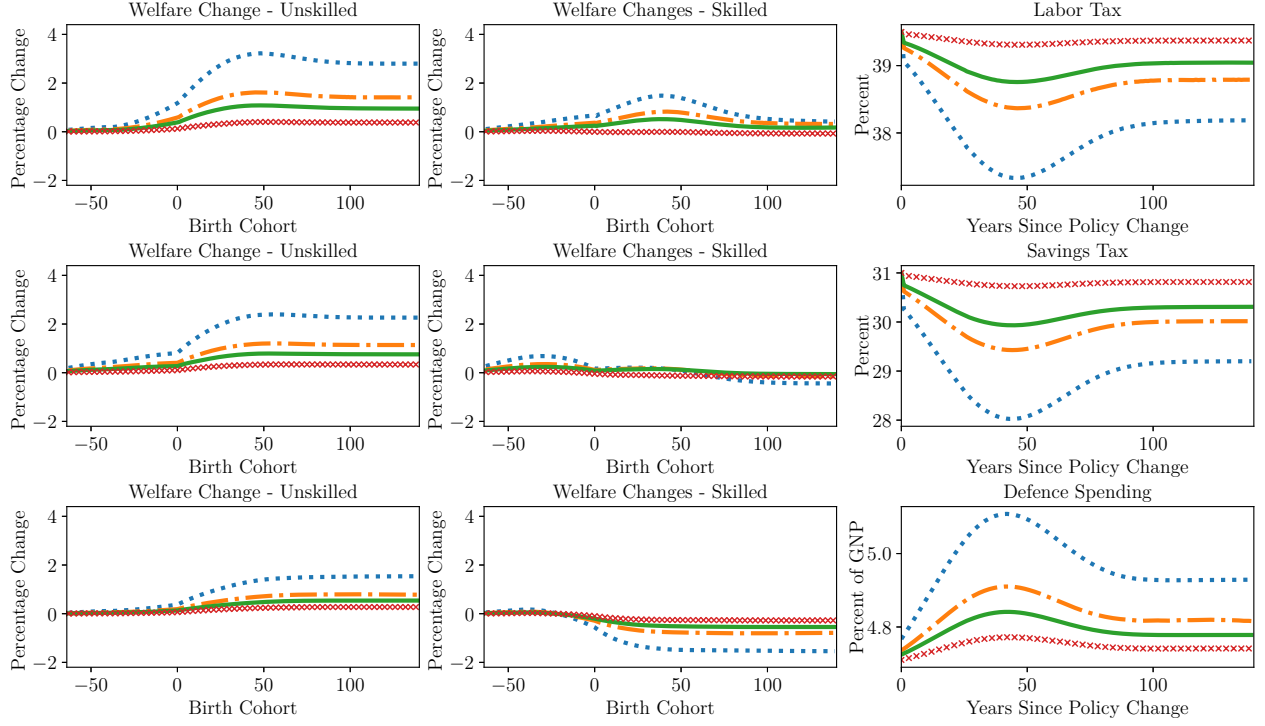 Welfare Change - Unskilled
Percentage Change
4
2
0
−2
−50
0
50
100
Birth Cohort
Welfare Changes - Skilled
Percentage Change
4
2
0
−2
−50
0
50
100
Birth Cohort
Labor Tax
Percent
39
38
0
50
100
Years Since Policy Change
Welfare Change - Unskilled
Percentage Change
4
2
0
−2
−50
0
50
100
Birth Cohort
Welfare Changes - Skilled
Percentage Change
4
2
0
−2
−50
0
50
100
Birth Cohort
Savings Tax
Percent
31
30
29
28
0
50
100
Years Since Policy Change
Welfare Change - Unskilled
Percentage Change
4
2
0
−2
−50
0
50
100
Birth Cohort
Welfare Changes - Skilled
Percentage Change
4
2
0
−2
−50
0
50
100
Birth Cohort
Defence Spending
Percent of GNP
5.0
4.8
0
50
100
Years Since Policy Change